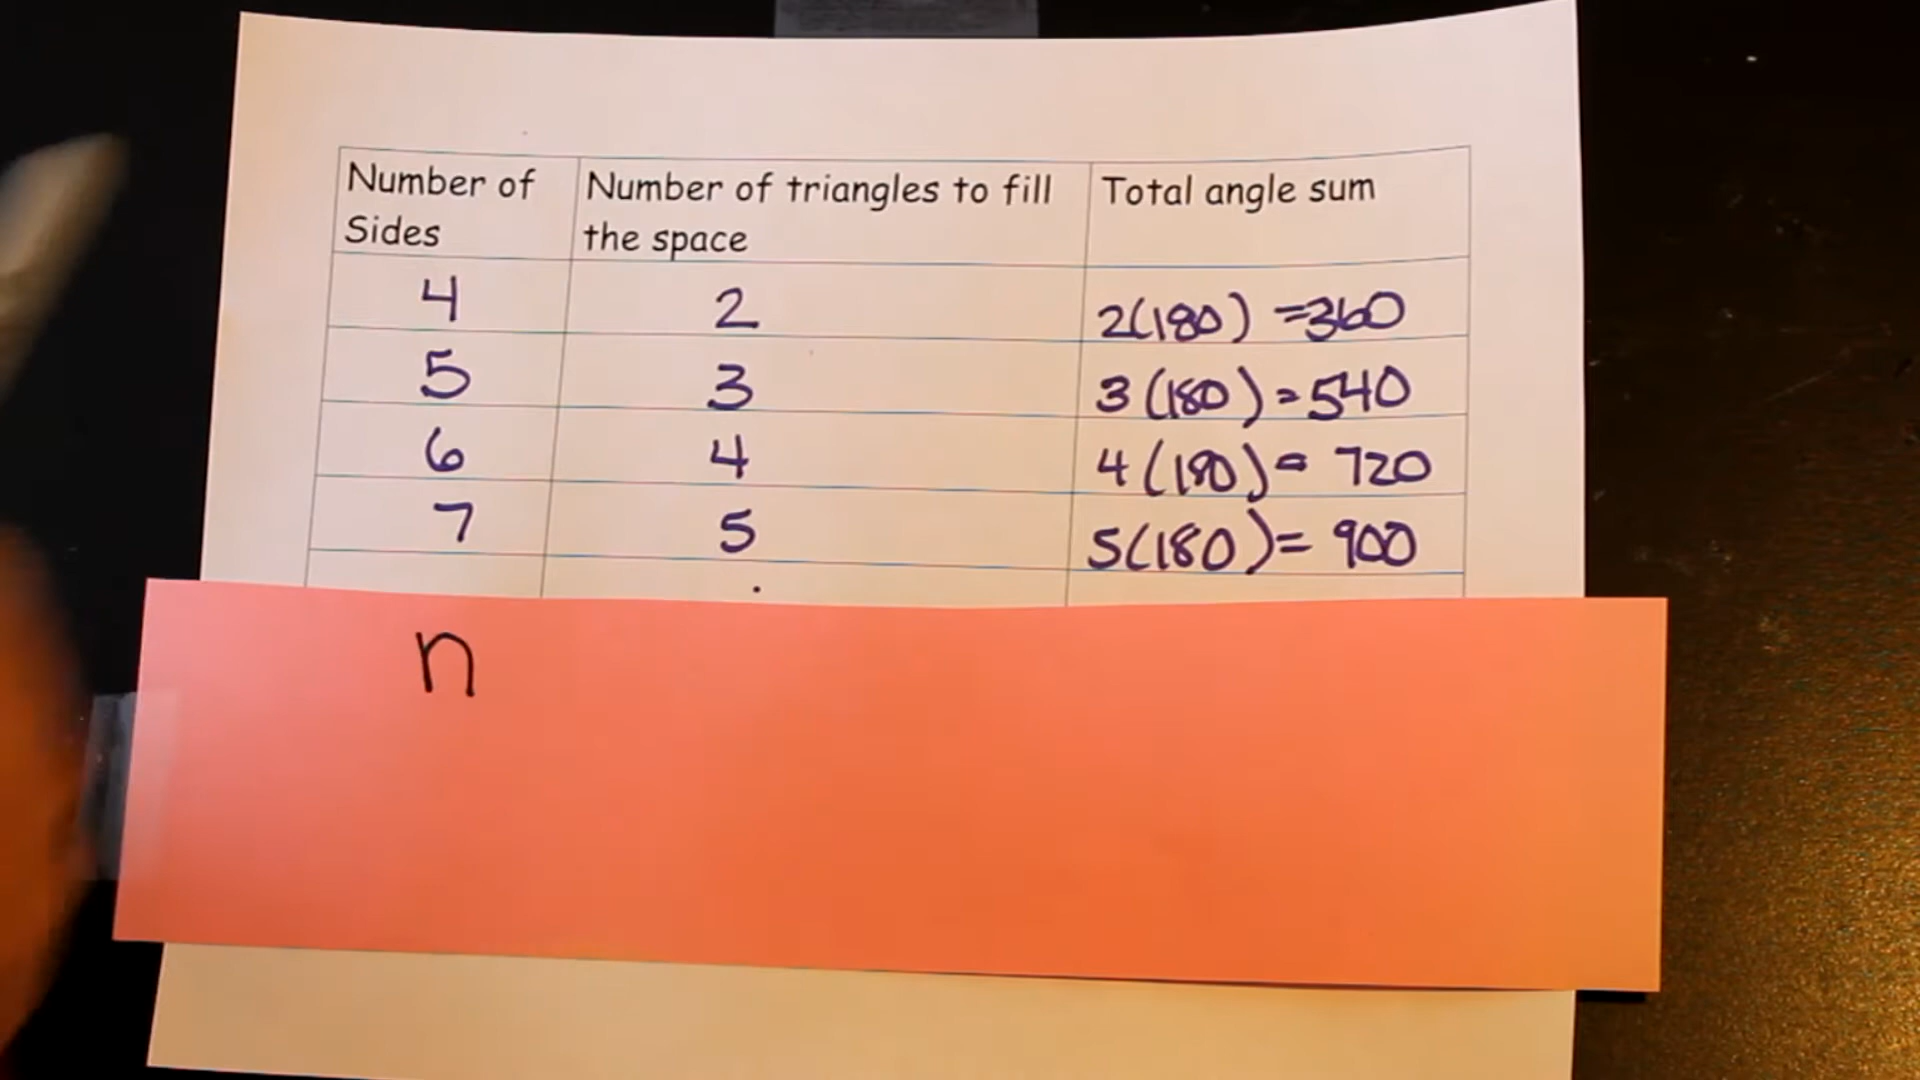 Number of Sides
Number of triangles to fill the space
Total angle sum
4 2 2(180) =360
5 3 3(180)=540
6 4 4(180)= 720
7 5 5(180)= 900
n